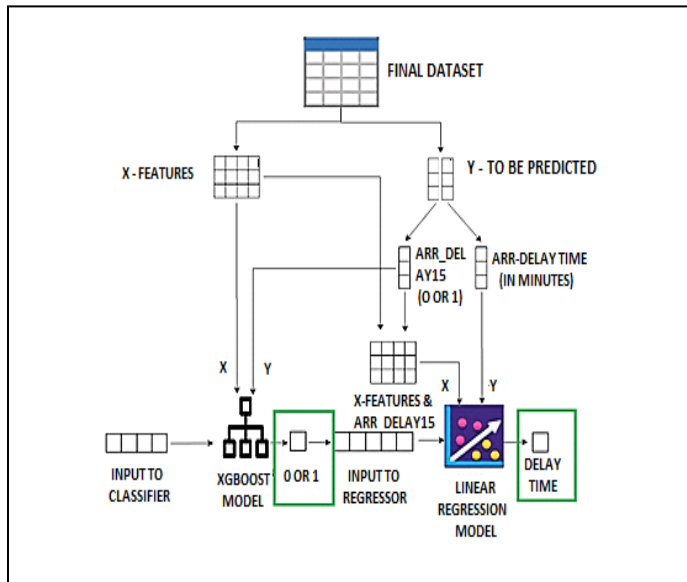 FINAL DATASET
X - FEATURES
Y - TO BE PREDICTED
ARR_DEL
AY15
(0 OR 1)
ARR-DELAY TIME
(IN MINUTES)
X
Y
X
Y
X-FEATURES &
ARR_DELAY15
INPUT TO
CLASSIFIER
XGBOOST
MODEL
0 OR 1
INPUT TO
REGRESSOR
LINEAR
REGRESSION
MODEL
DELAY
TIME